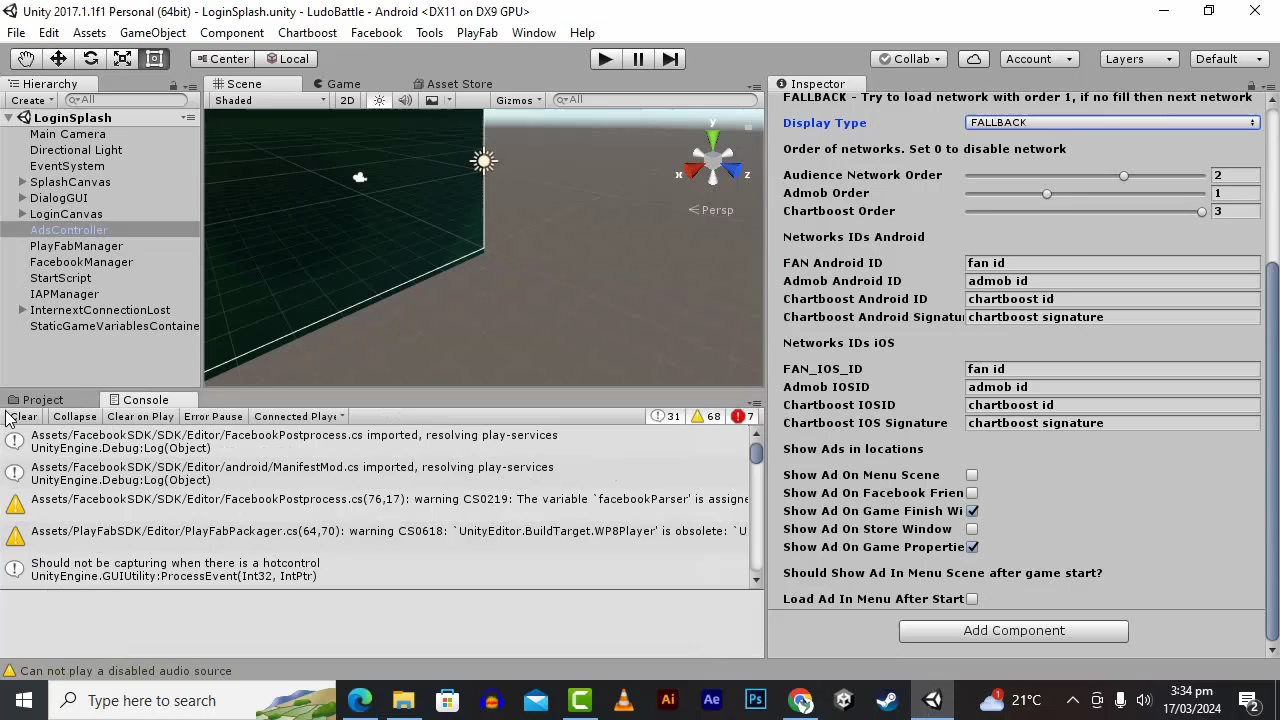 Unity 2017.1.1f1 Personal (64bit) - LoginSplash.unity - LudoBattle - Android <DX11 on DX9 GPU>
File Edit Assets GameObject Component Chartboost Facebook Tools PlayFab Window Help
Center Local Collab Account Layers Default
Hierarchy Scene Game Asset Store Inspector
Create All Shaded 2D Gizmos All
FALLBACK - Try to load network with order 1, if no fill then next network
LoginSplash
Main Camera
Directional Light
EventSystem
SplashCanvas
DialogGUI
LoginCanvas
AdsController
PlayFabManager
FacebookManager
StartScript
IAPManager
InternextConnectionLost
StaticGameVariablesContaine
y
x z
Persp
Display Type FALLBACK
Order of networks. Set 0 to disable network
Audience Network Order 2
Admob Order 1
Chartboost Order 3
Networks IDs Android
FAN Android ID fan id
Admob Android ID admob id
Chartboost Android ID chartboost id
Chartboost Android Signatu chartboost signature
Networks IDs iOS
FAN_IOS_ID fan id
Admob IOSID admob id
Chartboost IOSID chartboost id
Chartboost IOS Signature chartboost signature
Show Ads in locations
Show Ad On Menu Scene
Show Ad On Facebook Frien
Show Ad On Game Finish Wi
Show Ad On Store Window
Show Ad On Game Propertie
Should Show Ad In Menu Scene after game start?
Load Ad In Menu After Start
Add Component
Project Console
Clear Collapse Clear on Play Error Pause Connected Playe 31 68 7
Assets/FacebookSDK/SDK/Editor/FacebookPostprocess.cs imported, resolving play-services
UnityEngine.Debug:Log(Object)
Assets/FacebookSDK/SDK/Editor/android/ManifestMod.cs imported, resolving play-services
UnityEngine.Debug:Log(Object)
Assets/FacebookSDK/SDK/Editor/FacebookPostprocess.cs(76,17): warning CS0219: The variable `facebookParser' is assigne
Assets/PlayFabSDK/Editor/PlayFabPackager.cs(64,70): warning CS0618: `UnityEditor.BuildTarget.WP8Player' is obsolete: `U
Should not be capturing when there is a hotcontrol
UnityEngine.GUIUtility:ProcessEvent(Int32, IntPtr)
Can not play a disabled audio source
Type here to search
Ai Ae Ps
1 21°C
3:34 pm
17/03/2024
2